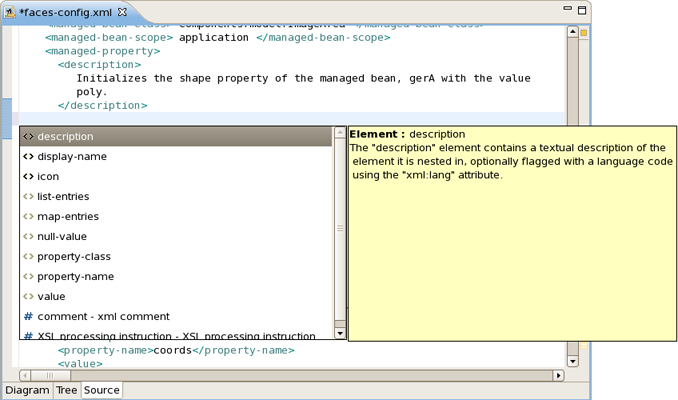 *faces-config.xml
<managed-bean-class> components.model.ImageArea </managed-bean-class>
<managed-bean-scope> application </managed-bean-scope>
<managed-property>
<description>
Initializes the shape property of the managed bean, gerA with the value
poly.
</description>
description
display-name
icon
list-entries
map-entries
null-value
property-class
property-name
value
comment - xml comment
XSL processing instruction - XSL processing instruction
Element : description
The "description" element contains a textual description of the
element it is nested in, optionally flagged with a language code
using the "xml:lang" attribute.
<property-name>coords</property-name>
<value>
Diagram Tree Source